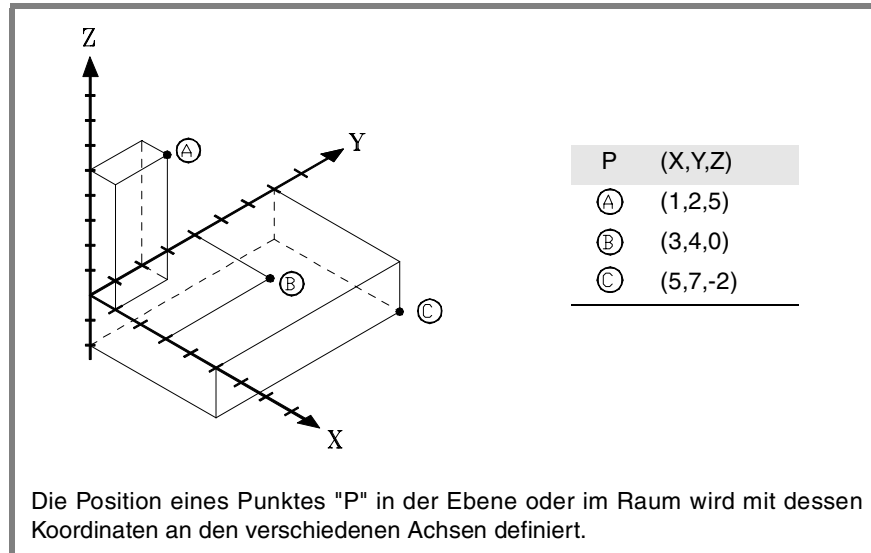 Z
Y
X
A
B
C
P (X,Y,Z)
A (1,2,5)
B (3,4,0)
C (5,7,-2)
Die Position eines Punktes "P" in der Ebene oder im Raum wird mit dessen
Koordinaten an den verschiedenen Achsen definiert.